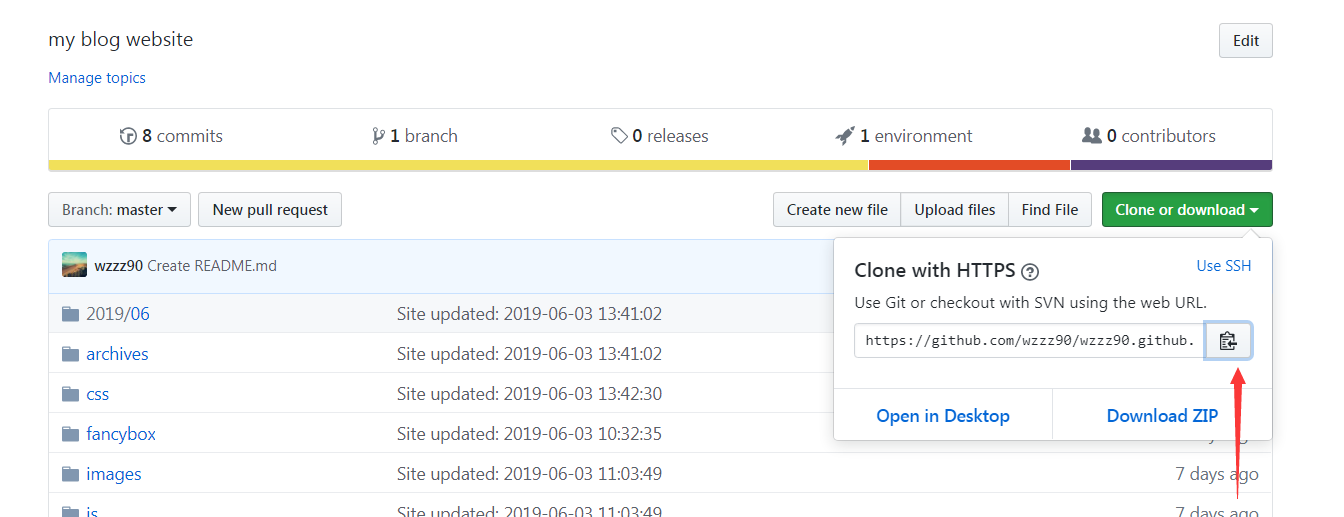 my blog website
Edit
Manage topics
8 commits
1 branch
0 releases
1 environment
0 contributors
Branch: master
New pull request
Create new file
Upload files
Find File
Clone or download
wzzz90 Create README.md
Clone with HTTPS
Use SSH
Use Git or checkout with SVN using the web URL.
https://github.com/wzzz90/wzzz90.github.
Open in Desktop
Download ZIP
2019/06 Site updated: 2019-06-03 13:41:02
archives Site updated: 2019-06-03 13:41:02
css Site updated: 2019-06-03 13:42:30
fancybox Site updated: 2019-06-03 10:32:35
images Site updated: 2019-06-03 11:03:49 7 days ago
js Site updated: 2019-06-03 11:03:49 7 days ago